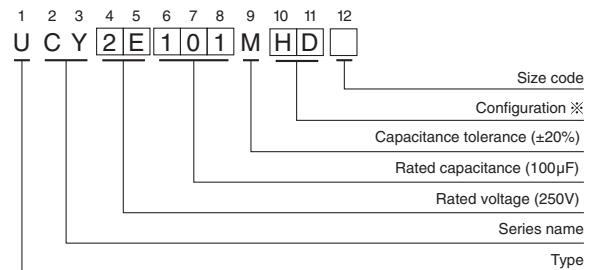 1 2 3 4 5 6 7 8 9 10 11 12
U C Y 2 E 1 0 1 M H D
Size code
Configuration ※
Capacitance tolerance (±20%)
Rated capacitance (100µF)
Rated voltage (250V)
Series name
Type